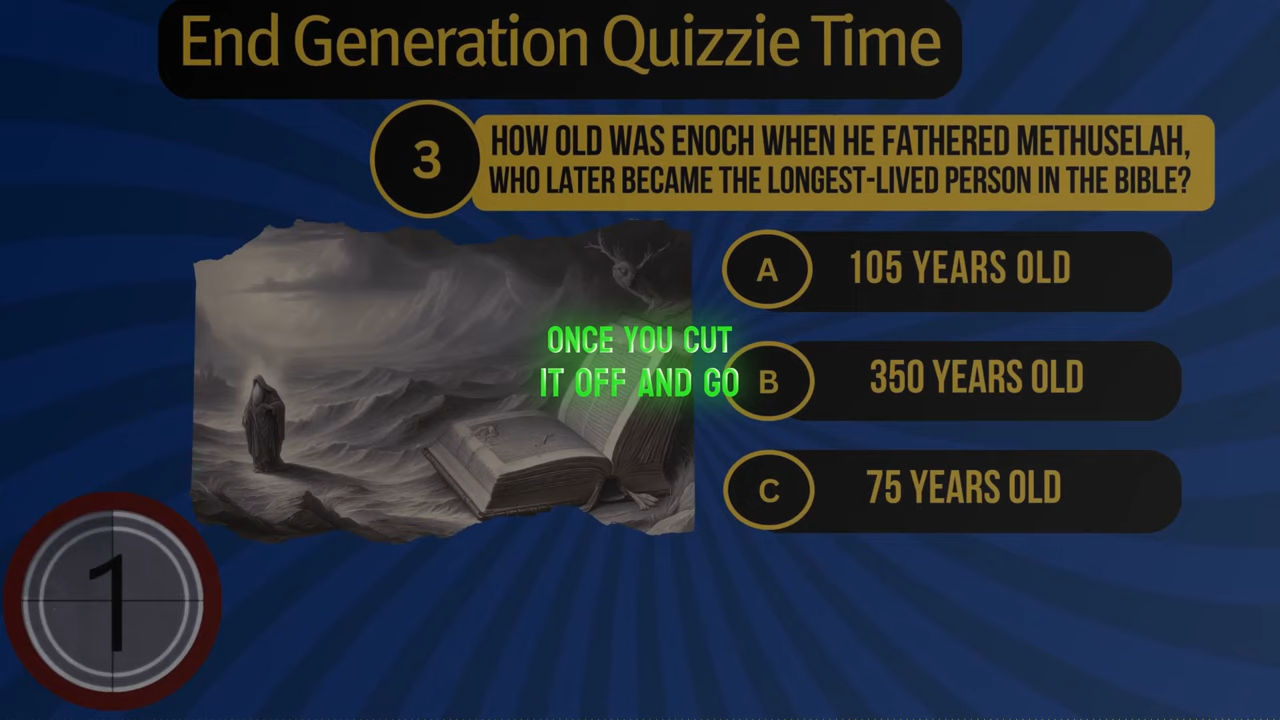 End Generation Quizzie Time
3
HOW OLD WAS ENOCH WHEN HE FATHERED METHUSELAH,
WHO LATER BECAME THE LONGEST-LIVED PERSON IN THE BIBLE?
A
105 YEARS OLD
ONCE YOU CUT
IT OFF AND GO
B
350 YEARS OLD
C
75 YEARS OLD
1